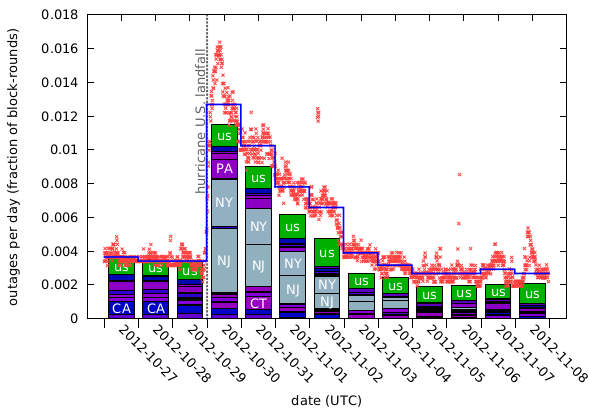 0.018
0.016
0.014
0.012
0.01
0.008
0.006
0.004
0.002
0
outages per day (fraction of block-rounds)
hurricane U.S. landfall
us
CA
us
CA
us
us
PA
NY
NJ
us
NY
NJ
CT
us
NY
NJ
us
NY
NJ
us
us
us
us
us
us
2012-10-27
2012-10-28
2012-10-29
2012-10-30
2012-10-31
2012-11-01
2012-11-02
2012-11-03
2012-11-04
2012-11-05
2012-11-06
2012-11-07
2012-11-08
date (UTC)